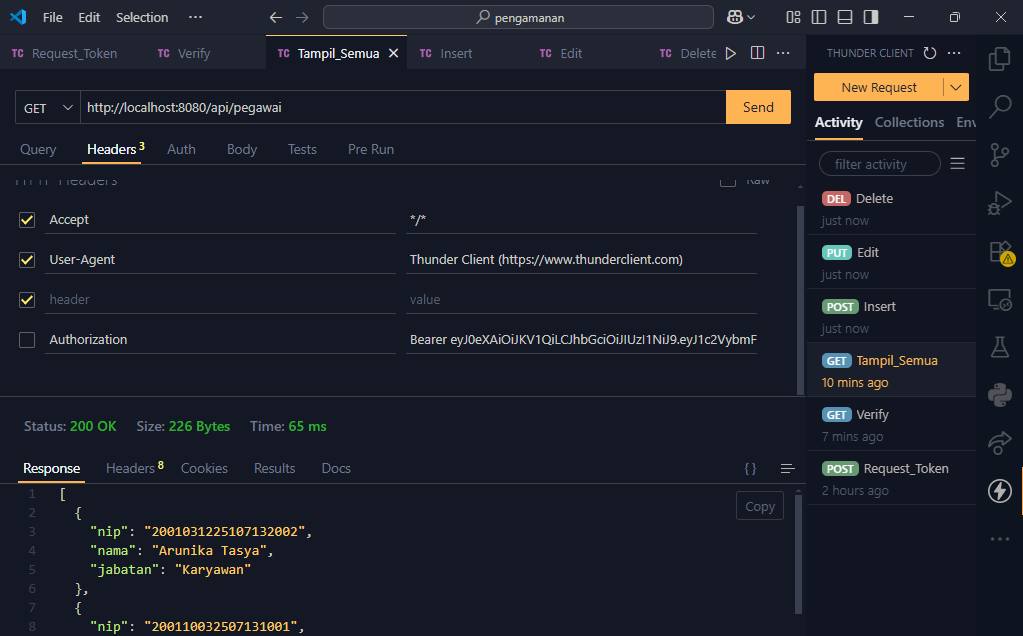 File Edit Selection ··· pengamanan
TC Request_Token TC Verify TC Tampil_Semua TC Insert TC Edit TC Delete ···
THUNDER CLIENT ···
GET http://localhost:8080/api/pegawai Send
Query Headers 3 Auth Body Tests Pre Run
HTTP Headers Raw
Accept */*
User-Agent Thunder Client (https://www.thunderclient.com)
header value
Authorization Bearer eyJ0eXAiOiJKV1QiLCJhbGciOiJIUzI1NiJ9.eyJ1c2VybmF
Status: 200 OK Size: 226 Bytes Time: 65 ms
Response Headers 8 Cookies Results Docs { }
Copy
1 [
2 {
3 "nip": "2001031225107132002",
4 "nama": "Arunika Tasya",
5 "jabatan": "Karyawan"
6 },
7 {
8 "nip": "200110032507131001",
New Request
Activity Collections Env
filter activity
DEL Delete
just now
PUT Edit
just now
POST Insert
just now
GET Tampil_Semua
10 mins ago
GET Verify
7 mins ago
POST Request_Token
2 hours ago